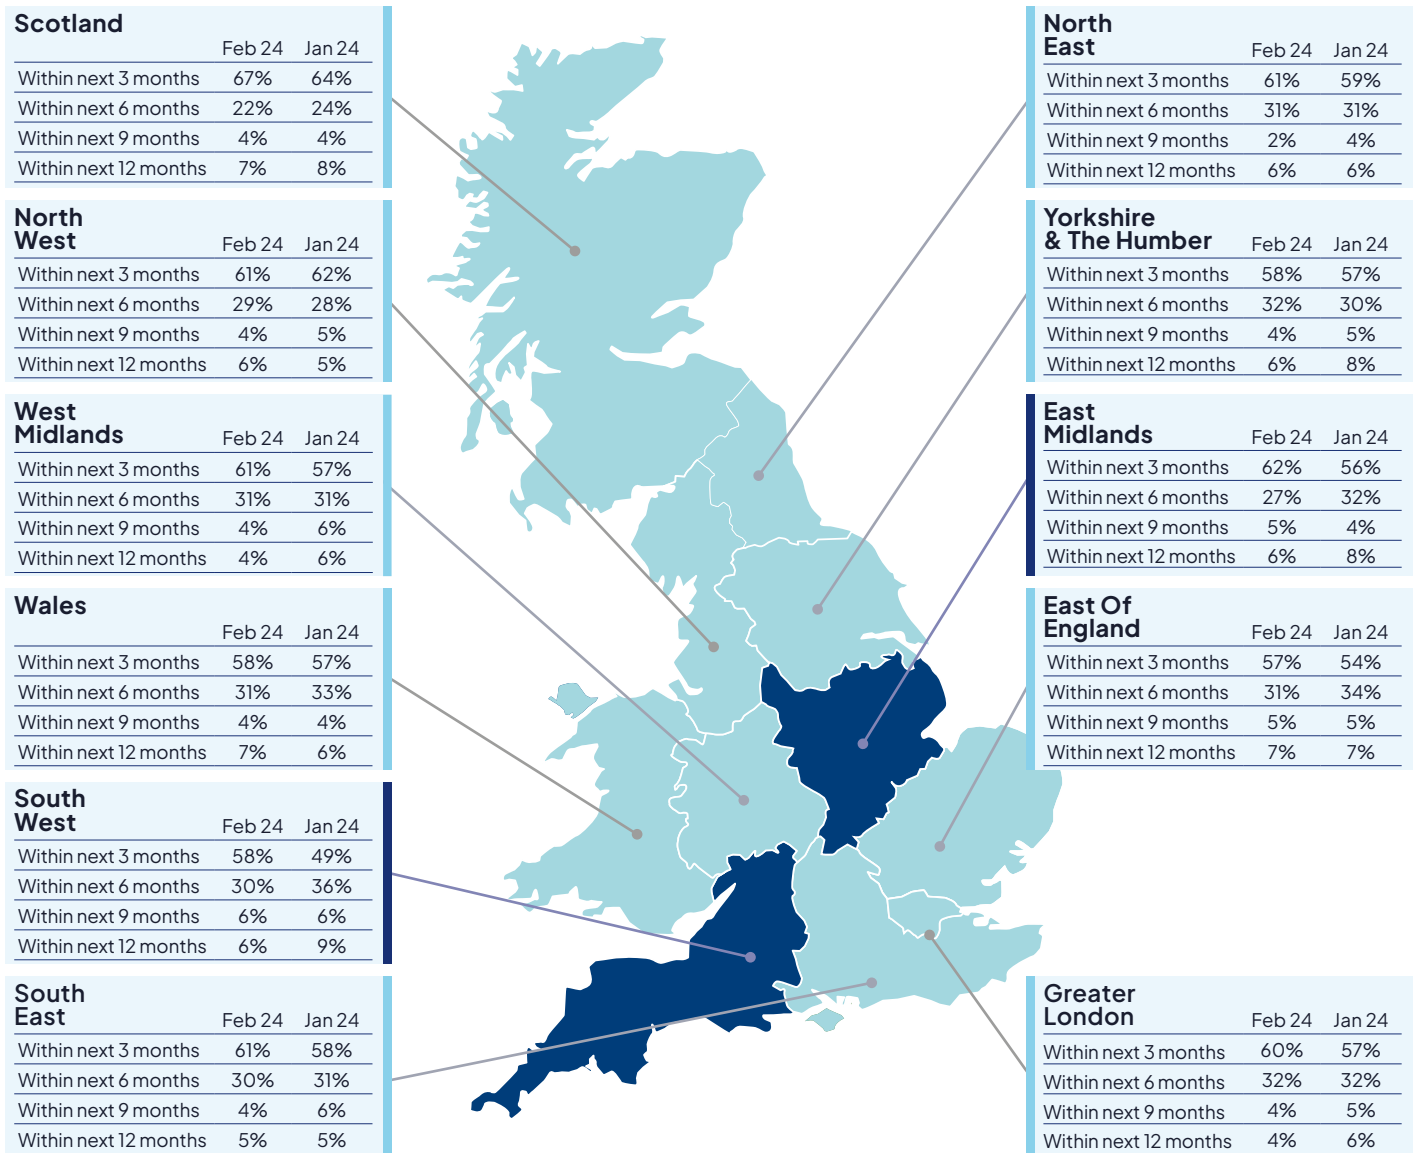 Scotland
Feb 24 Jan 24
Within next 3 months 67% 64%
Within next 6 months 22% 24%
Within next 9 months 4% 4%
Within next 12 months 7% 8%
North
West
Feb 24 Jan 24
Within next 3 months 61% 62%
Within next 6 months 29% 28%
Within next 9 months 4% 5%
Within next 12 months 6% 5%
West
Midlands
Feb 24 Jan 24
Within next 3 months 61% 57%
Within next 6 months 31% 31%
Within next 9 months 4% 6%
Within next 12 months 4% 6%
Wales
Feb 24 Jan 24
Within next 3 months 58% 57%
Within next 6 months 31% 33%
Within next 9 months 4% 4%
Within next 12 months 7% 6%
South
West
Feb 24 Jan 24
Within next 3 months 58% 49%
Within next 6 months 30% 36%
Within next 9 months 6% 6%
Within next 12 months 6% 9%
South
East
Feb 24 Jan 24
Within next 3 months 61% 58%
Within next 6 months 30% 31%
Within next 9 months 4% 6%
Within next 12 months 5% 5%
North
East
Feb 24 Jan 24
Within next 3 months 61% 59%
Within next 6 months 31% 31%
Within next 9 months 2% 4%
Within next 12 months 6% 6%
Yorkshire
& The Humber
Feb 24 Jan 24
Within next 3 months 58% 57%
Within next 6 months 32% 30%
Within next 9 months 4% 5%
Within next 12 months 6% 8%
East
Midlands
Feb 24 Jan 24
Within next 3 months 62% 56%
Within next 6 months 27% 32%
Within next 9 months 5% 4%
Within next 12 months 6% 8%
East Of
England
Feb 24 Jan 24
Within next 3 months 57% 54%
Within next 6 months 31% 34%
Within next 9 months 5% 5%
Within next 12 months 7% 7%
Greater
London
Feb 24 Jan 24
Within next 3 months 60% 57%
Within next 6 months 32% 32%
Within next 9 months 4% 5%
Within next 12 months 4% 6%